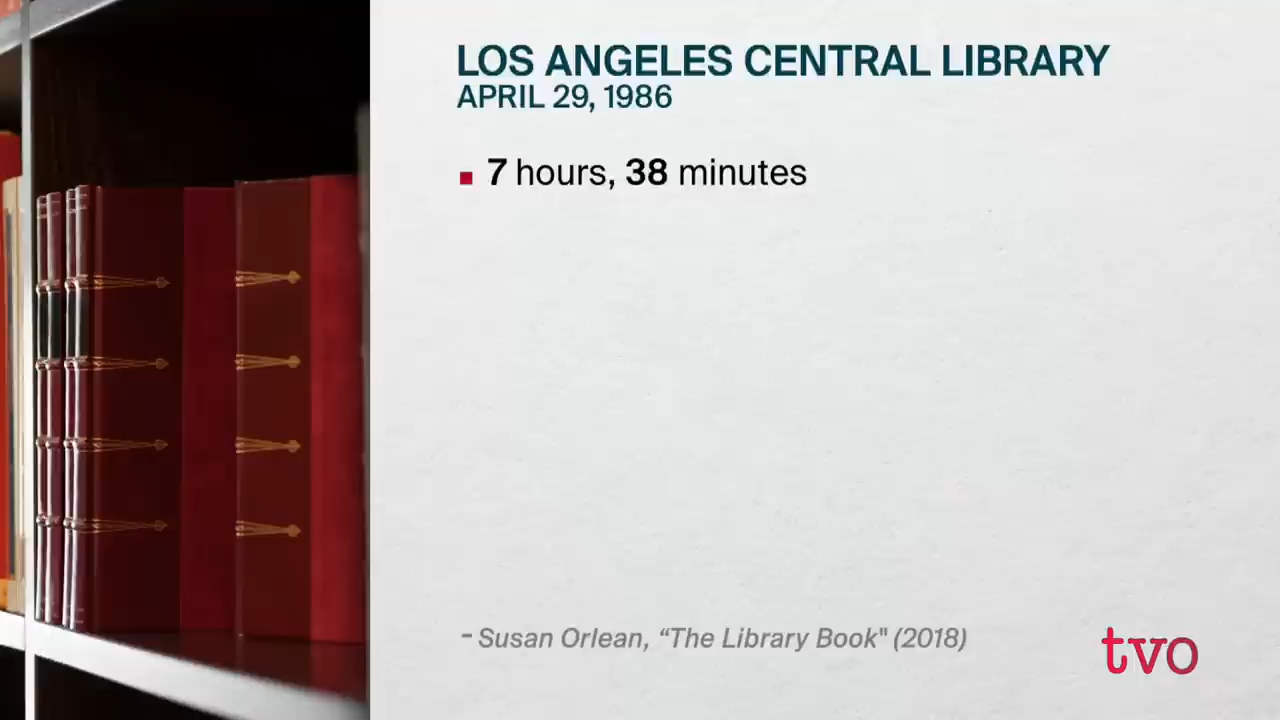 LOS ANGELES CENTRAL LIBRARY
APRIL 29, 1986
▪ 7 hours, 38 minutes
- Susan Orlean, “The Library Book" (2018)
tvo